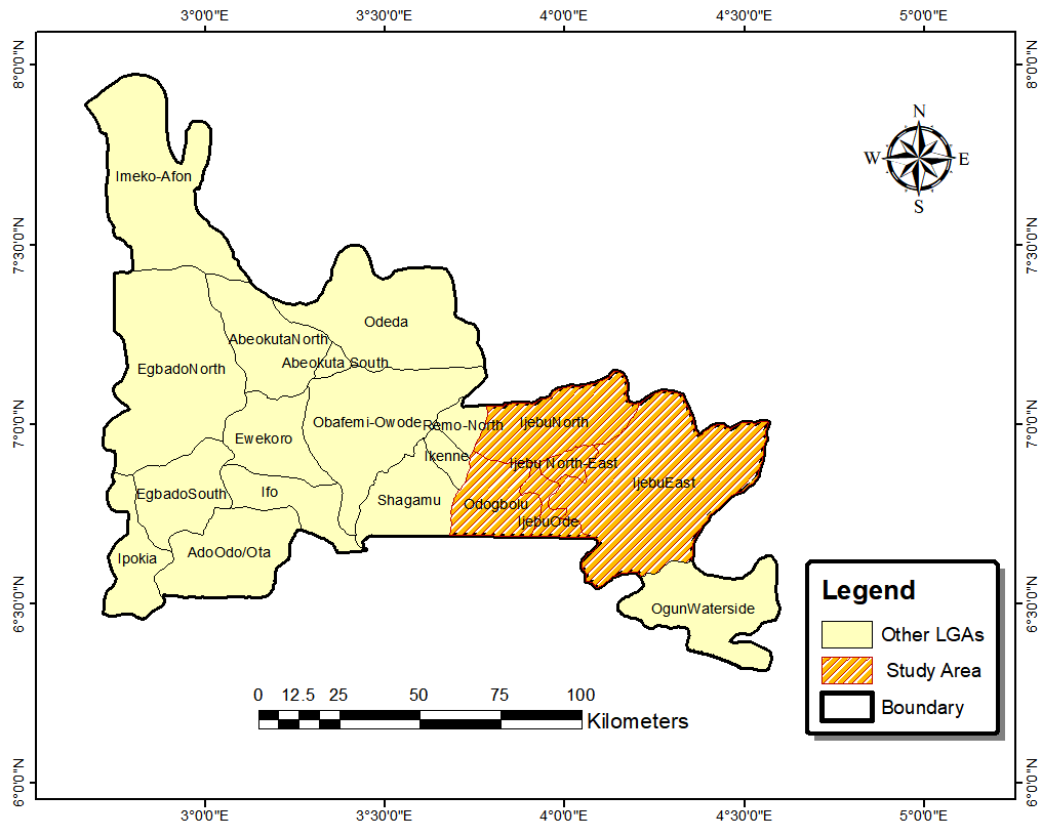 3°0'0"E 3°30'0"E 4°0'0"E 4°30'0"E 5°0'0"E
8°0'0"N 8°0'0"N
N
W E
S
Imeko-Afon
7°30'0"N 7°30'0"N
Odeda
AbeokutaNorth
Abeokuta South
EgbadoNorth
Obafemi-Owode
Remo-North
IjebuNorth
7°0'0"N 7°0'0"N
Ewekoro
Ikenne
Ijebu North-East
IjebuEast
EgbadoSouth
Ifo
Shagamu
Odogbolu
IjebuOde
Ipokia
AdoOdo/Ota
OgunWaterside
6°30'0"N 6°30'0"N
Legend
Other LGAs
Study Area
Boundary
0 12.5 25 50 75 100
Kilometers
6°0'0"N 6°0'0"N
3°0'0"E 3°30'0"E 4°0'0"E 4°30'0"E 5°0'0"E